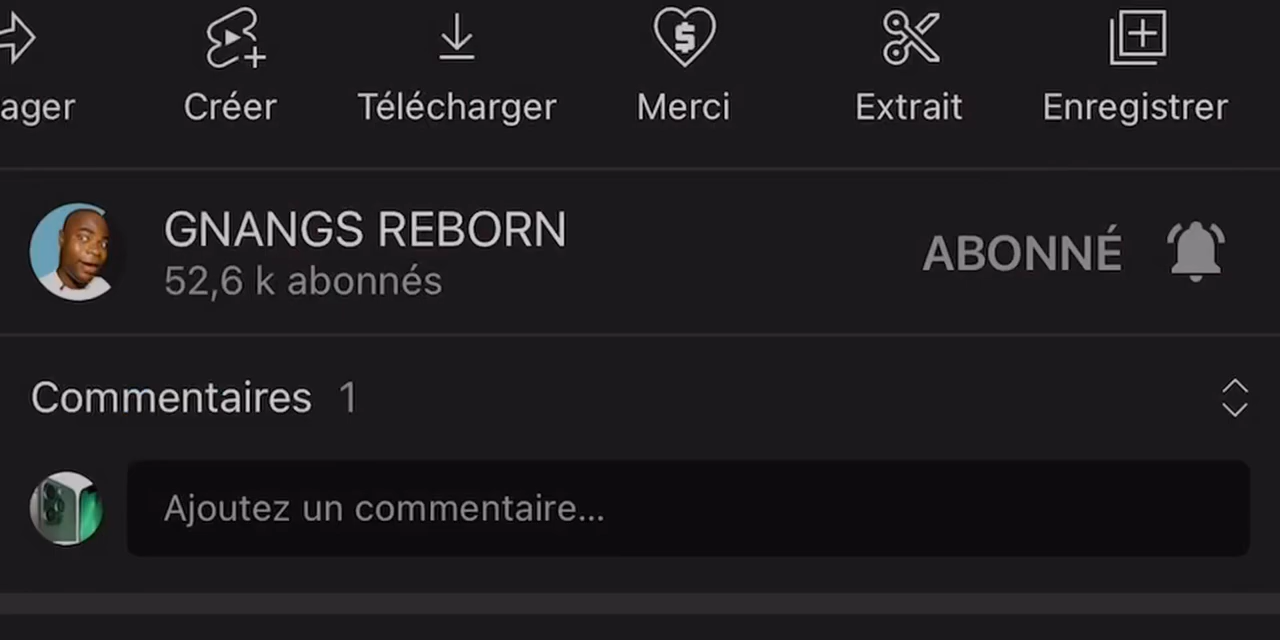 ager Créer Télécharger Merci Extrait Enregistrer
GNANGS REBORN
52,6 k abonnés
ABONNÉ
Commentaires 1
Ajoutez un commentaire...